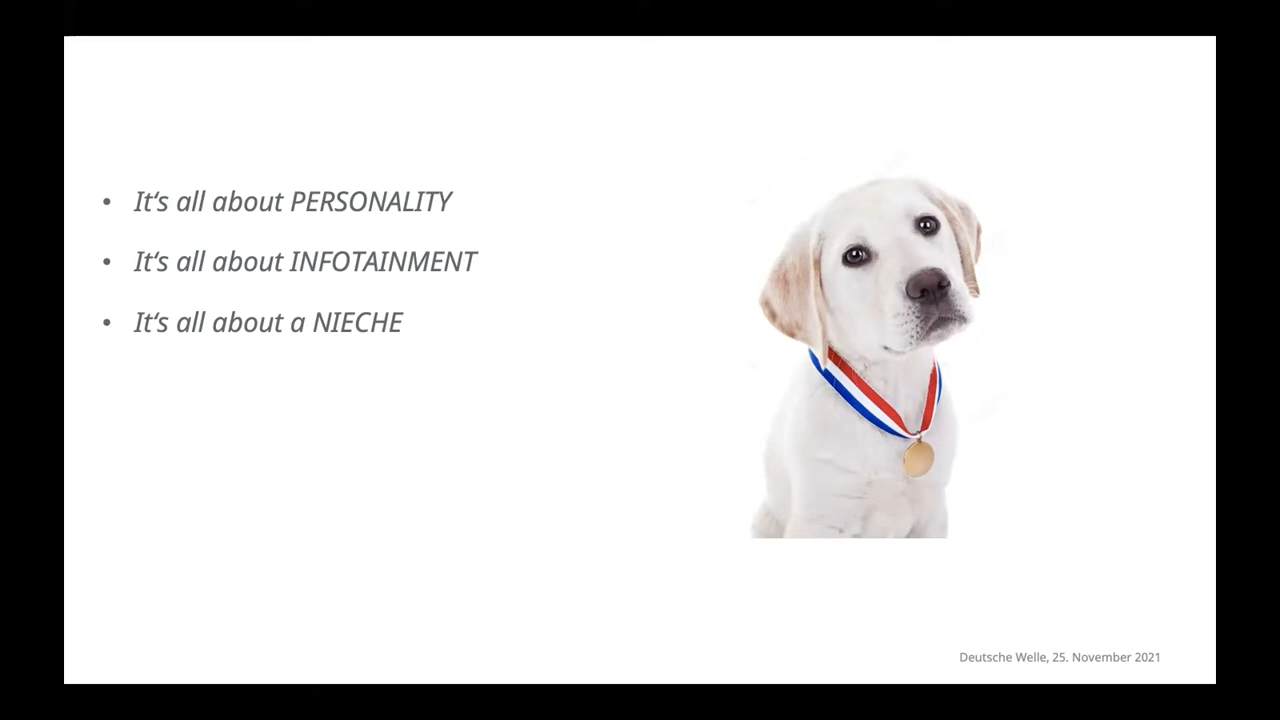 • It‘s all about PERSONALITY
• It‘s all about INFOTAINMENT
• It‘s all about a NIECHE
Deutsche Welle, 25. November 2021